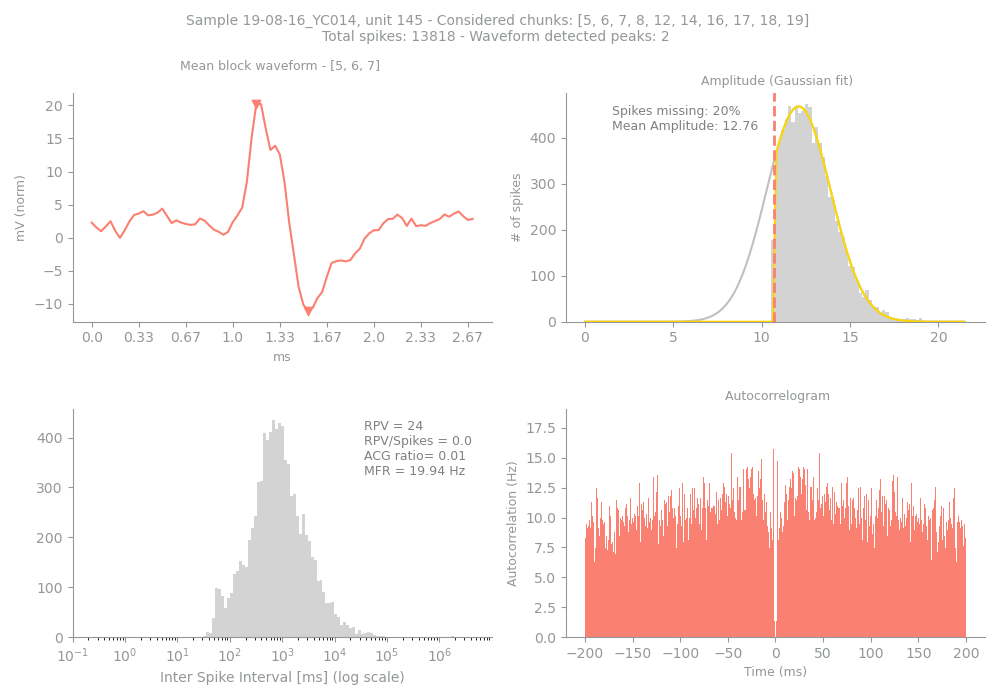 Sample 19-08-16_YC014, unit 145 - Considered chunks: [5, 6, 7, 8, 12, 14, 16, 17, 18, 19]
Total spikes: 13818 - Waveform detected peaks: 2
Mean block waveform - [5, 6, 7]
mV (norm)
20
15
10
5
0
−5
−10
0.0 0.33 0.67 1.0 1.33 1.67 2.0 2.33 2.67
ms
Amplitude (Gaussian fit)
Spikes missing: 20%
Mean Amplitude: 12.76
# of spikes
400
300
200
100
0
0 5 10 15 20
RPV = 24
RPV/Spikes = 0.0
ACG ratio= 0.01
MFR = 19.94 Hz
400
300
200
100
0
10⁻¹ 10⁰ 10¹ 10² 10³ 10⁴ 10⁵ 10⁶
Inter Spike Interval [ms] (log scale)
Autocorrelogram
Autocorrelation (Hz)
17.5
15.0
12.5
10.0
7.5
5.0
2.5
0.0
−200 −150 −100 −50 0 50 100 150 200
Time (ms)